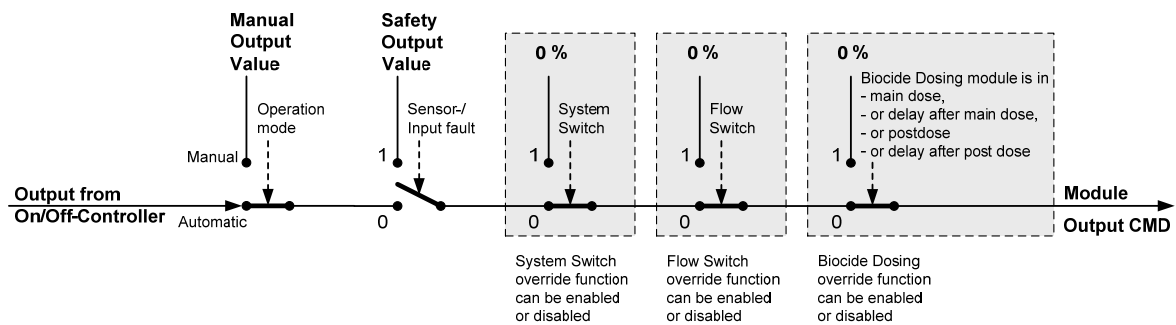 Manual
Output
Value
Safety
Output
Value
0 %
0 %
0 %
Operation
mode
Sensor-/
Input fault
System
Switch
Flow
Switch
Biocide Dosing module is in
- main dose,
- or delay after main dose,
- or postdose
- or delay after post dose
Manual
1
1
1
1
Output from
On/Off-Controller
Automatic
0
0
0
0
Module
Output CMD
System Switch
override function
can be enabled
or disabled
Flow Switch
override function
can be enabled
or disabled
Biocide Dosing
override function
can be enabled
or disabled